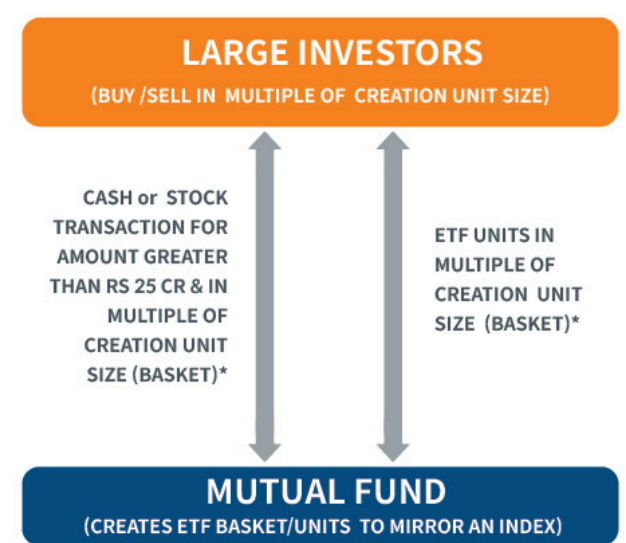 LARGE INVESTORS
(BUY /SELL IN MULTIPLE OF CREATION UNIT SIZE)
CASH or STOCK
TRANSACTION FOR
AMOUNT GREATER
THAN RS 25 CR & IN
MULTIPLE OF
CREATION UNIT
SIZE (BASKET)*
ETF UNITS IN
MULTIPLE OF
CREATION UNIT
SIZE (BASKET)*
MUTUAL FUND
(CREATES ETF BASKET/UNITS TO MIRROR AN INDEX)